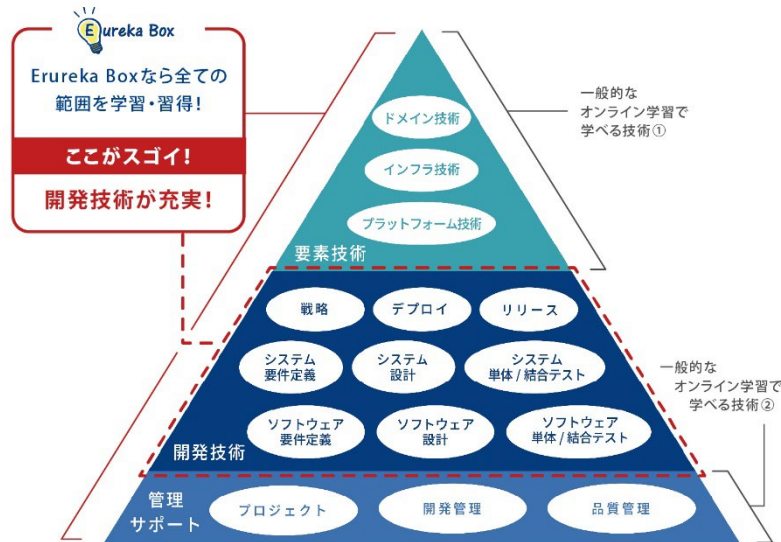 Erureka Box
Erureka Boxなら全ての
範囲を学習・習得！
ここがスゴイ！
開発技術が充実！
一般的な
オンライン学習で
学べる技術①
ドメイン技術
インフラ技術
プラットフォーム技術
要素技術
戦略
デプロイ
リリース
システム
要件定義
システム
設計
システム
単体 / 結合テスト
ソフトウェア
要件定義
ソフトウェア
設計
ソフトウェア
単体 / 結合テスト
開発技術
一般的な
オンライン学習で
学べる技術②
管理
サポート
プロジェクト
開発管理
品質管理